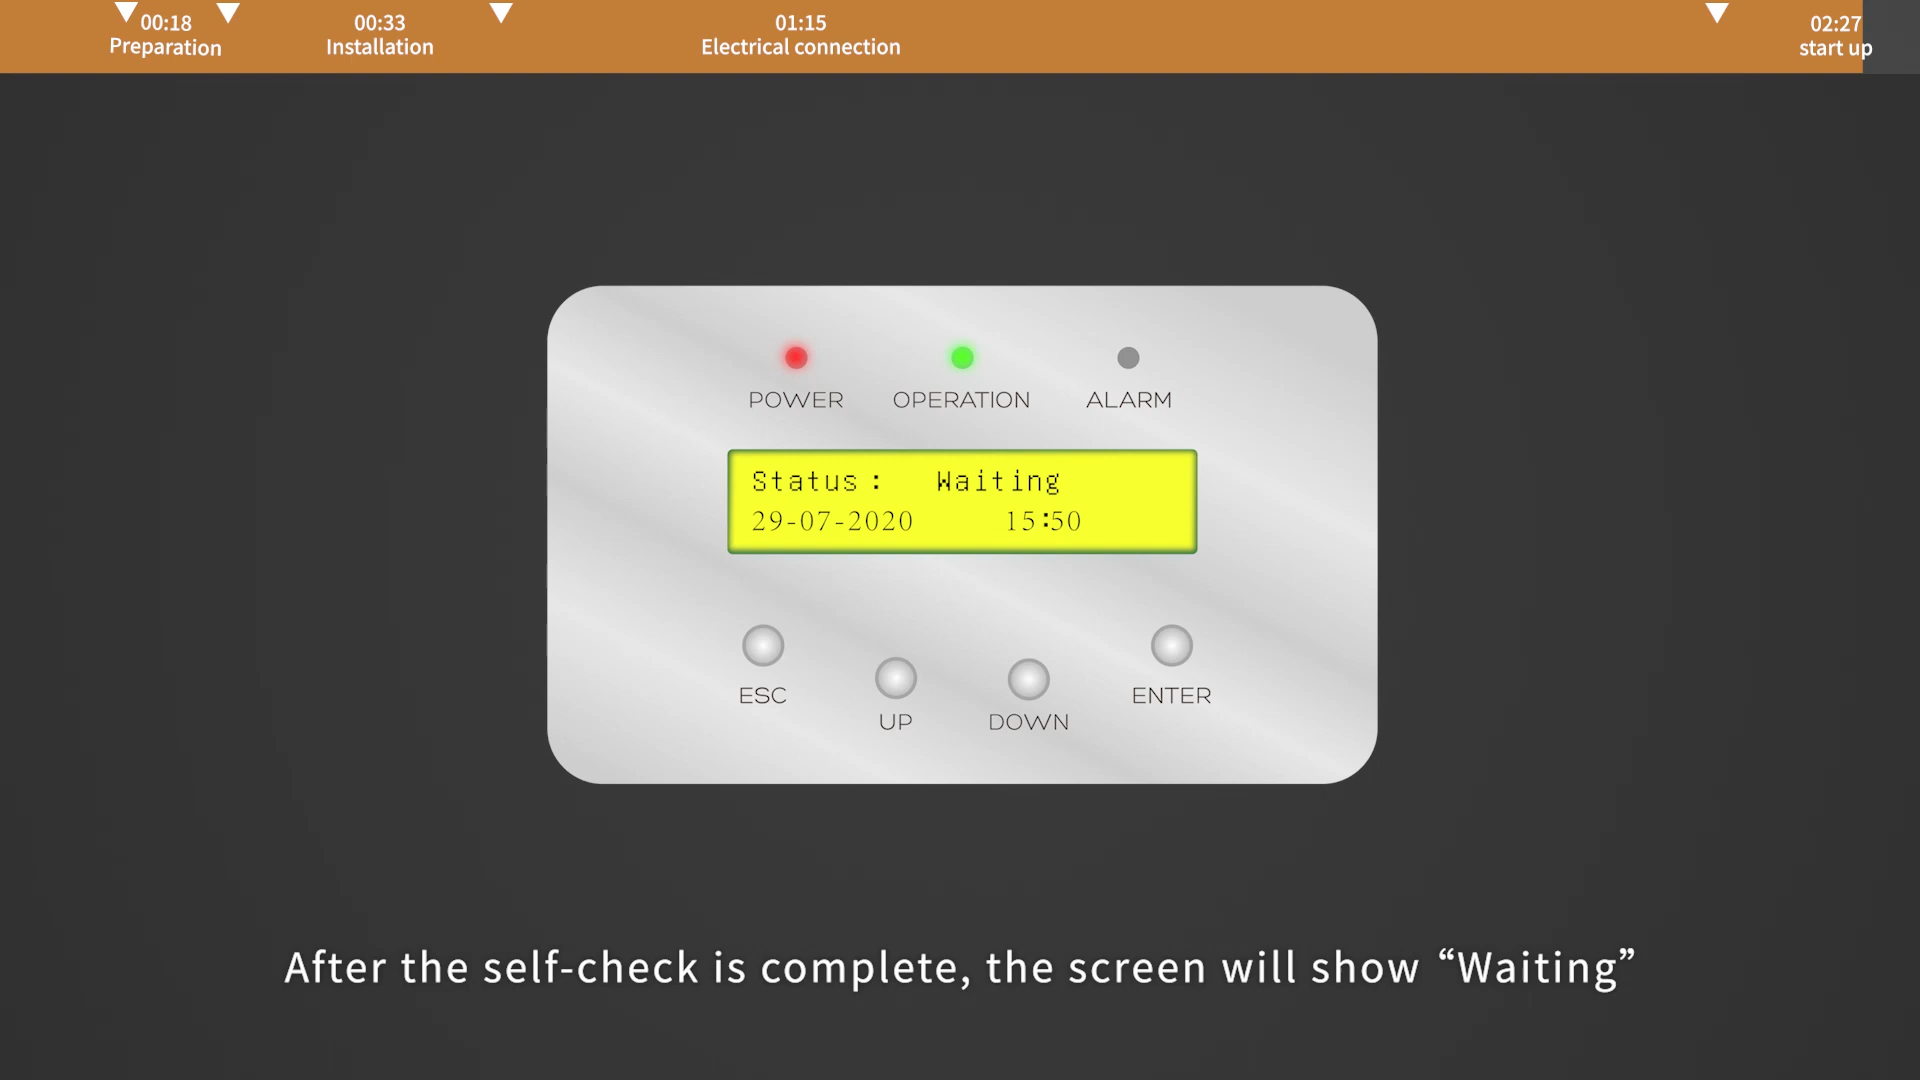 00:18
Preparation
00:33
Installation
01:15
Electrical connection
02:27
start up
POWER OPERATION ALARM
Status: Waiting
29-07-2020 15:50
ESC
UP
DOWN
ENTER
After the self-check is complete, the screen will show “Waiting”